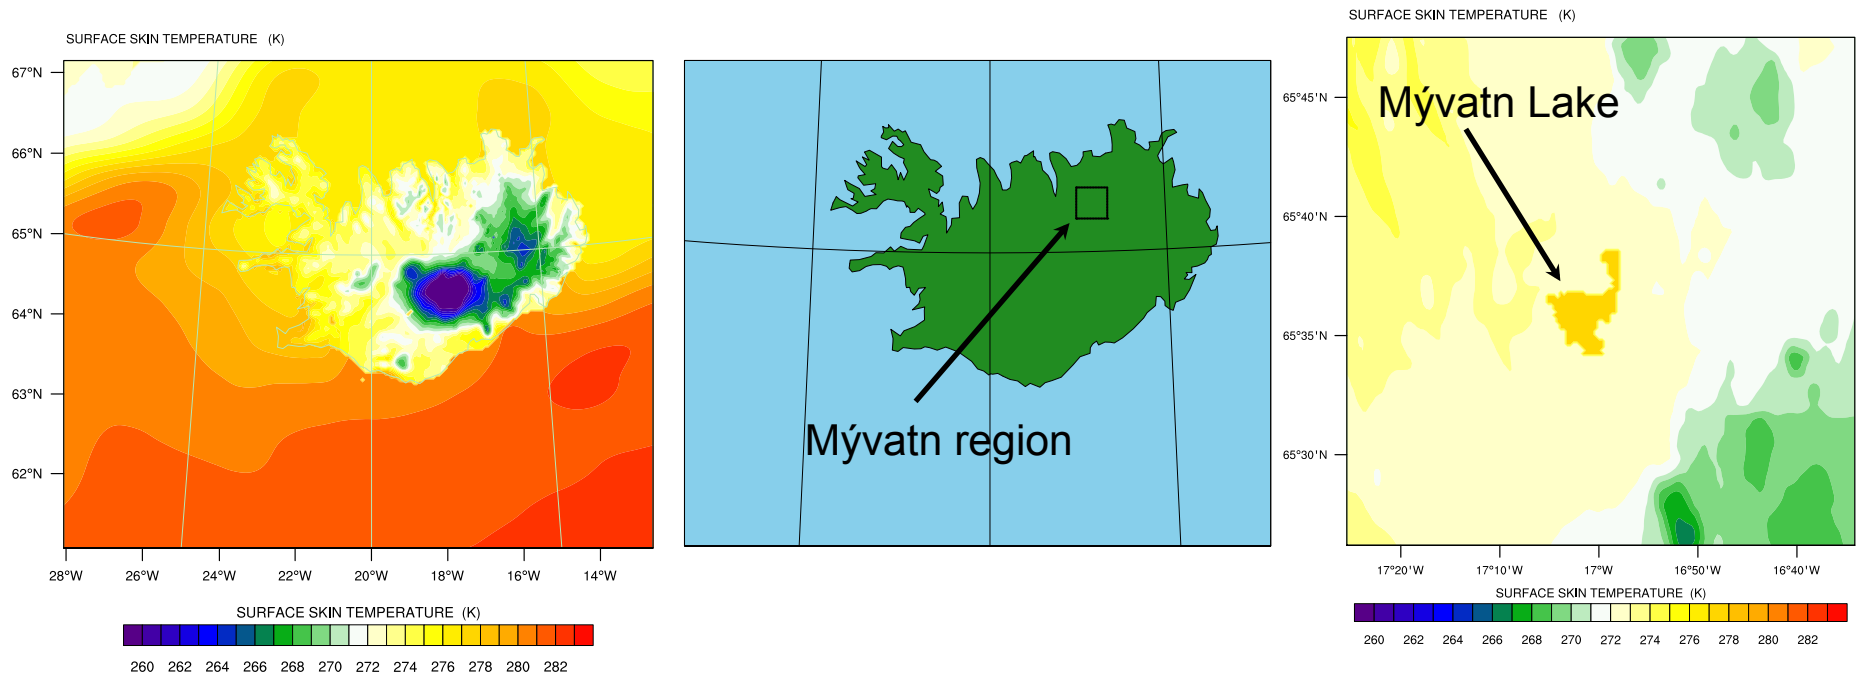 SURFACE SKIN TEMPERATURE (K)
67°N
66°N
65°N
64°N
63°N
62°N
28°W 26°W 24°W 22°W 20°W 18°W 16°W 14°W
SURFACE SKIN TEMPERATURE (K)
260 262 264 266 268 270 272 274 276 278 280 282
Mývatn region
SURFACE SKIN TEMPERATURE (K)
Mývatn Lake
65°45'N
65°40'N
65°35'N
65°30'N
17°20'W 17°10'W 17°W 16°50'W 16°40'W
SURFACE SKIN TEMPERATURE (K)
260 262 264 266 268 270 272 274 276 278 280 282